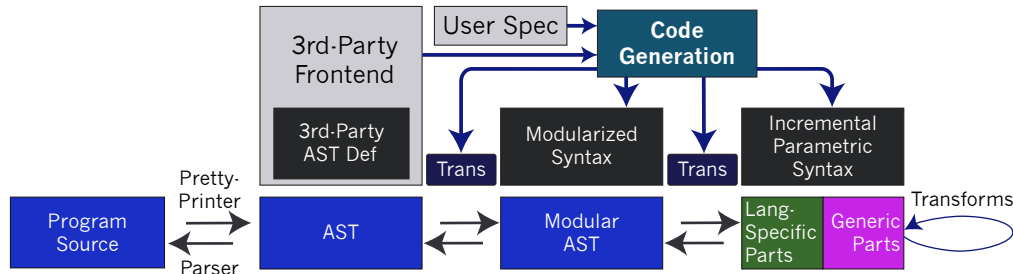 User Spec
Code
Generation
3rd-Party
Frontend
3rd-Party
AST Def
Modularized
Syntax
Incremental
Parametric
Syntax
Trans
Trans
Pretty-
Printer
Program
Source
Parser
AST
Modular
AST
Lang-
Specific
Parts
Generic
Parts
Transforms